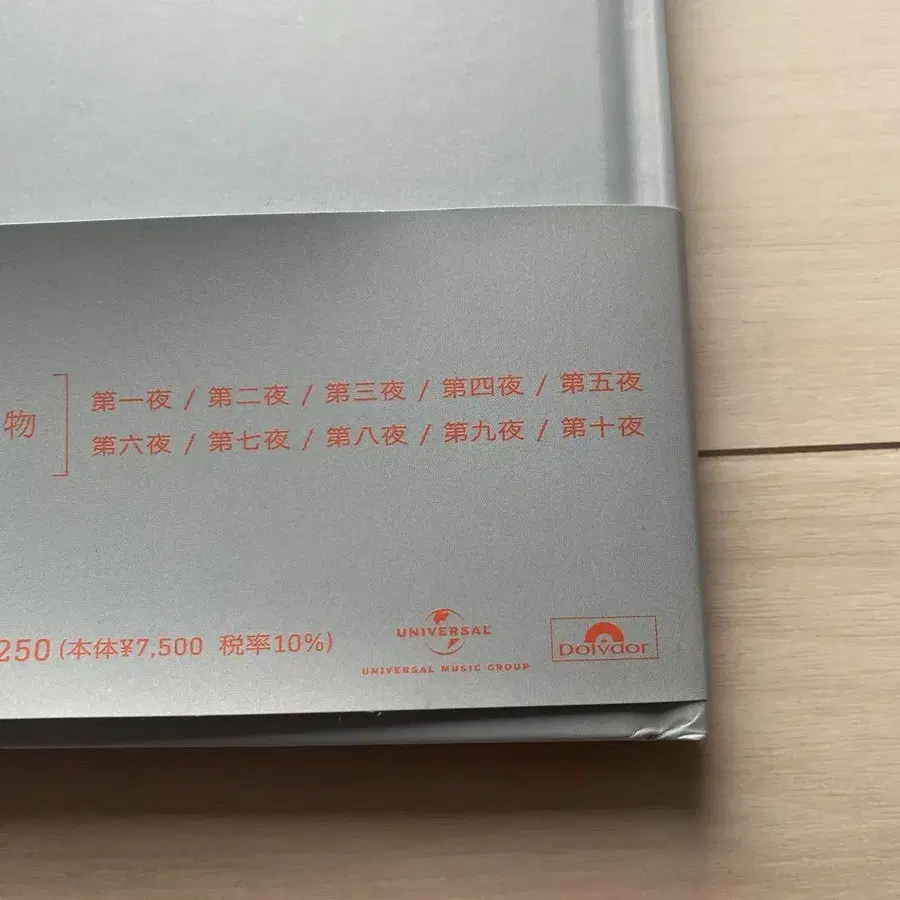 物
第一夜 / 第二夜 / 第三夜 / 第四夜 / 第五夜
第六夜 / 第七夜 / 第八夜 / 第九夜 / 第十夜
250 (本体¥7,500 税率10%)
UNIVERSAL
UNIVERSAL MUSIC GROUP
polydor